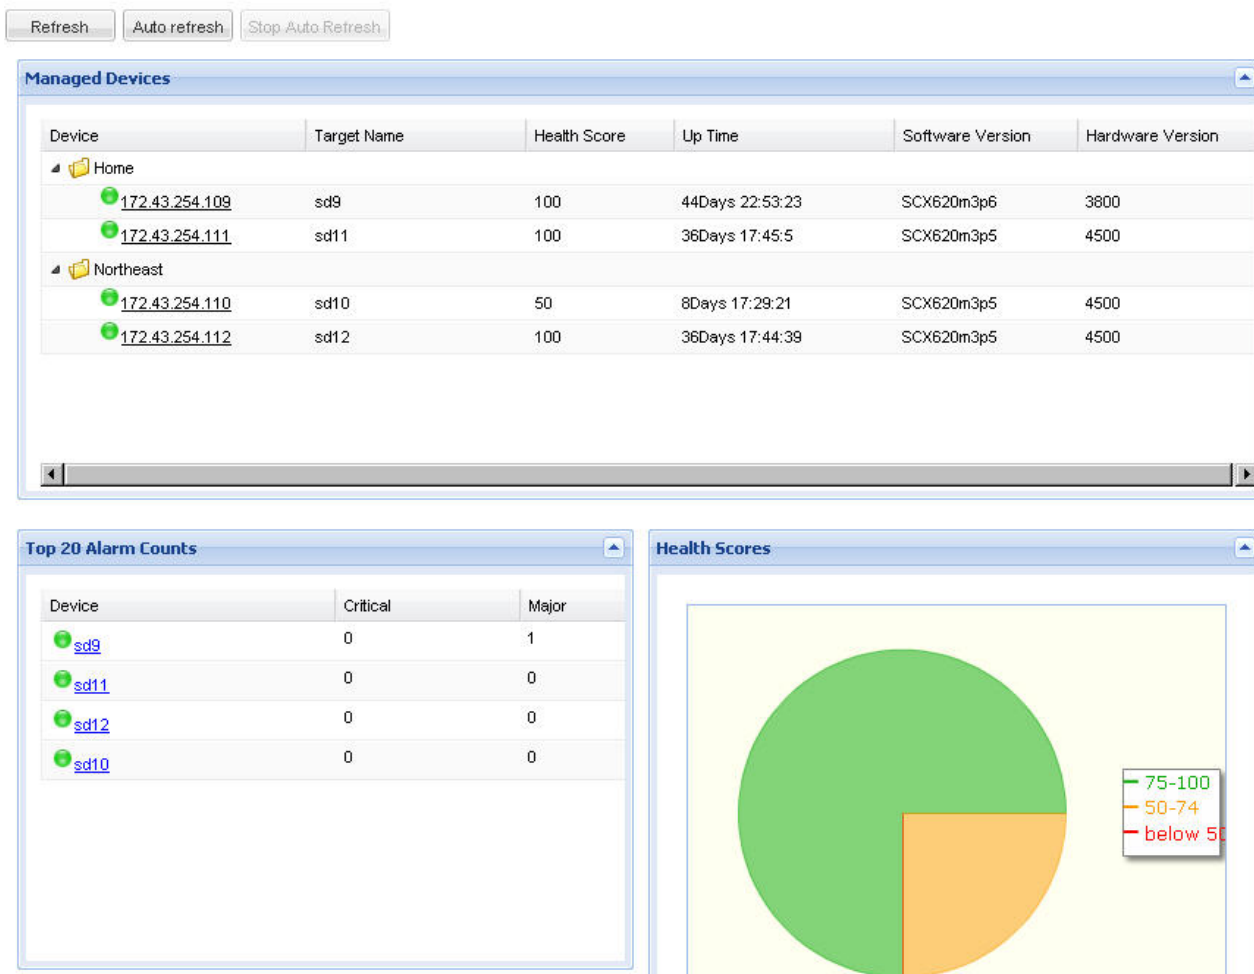 Refresh Auto refresh Stop Auto Refresh
Managed Devices
Device Target Name Health Score Up Time Software Version Hardware Version
Home
172.43.254.109 sd9 100 44Days 22:53:23 SCX620m3p6 3800
172.43.254.111 sd11 100 36Days 17:45:5 SCX620m3p5 4500
Northeast
172.43.254.110 sd10 50 8Days 17:29:21 SCX620m3p5 4500
172.43.254.112 sd12 100 36Days 17:44:39 SCX620m3p5 4500
Top 20 Alarm Counts
Device Critical Major
sd9 0 1
sd11 0 0
sd12 0 0
sd10 0 0
Health Scores
75-100
50-74
below 50